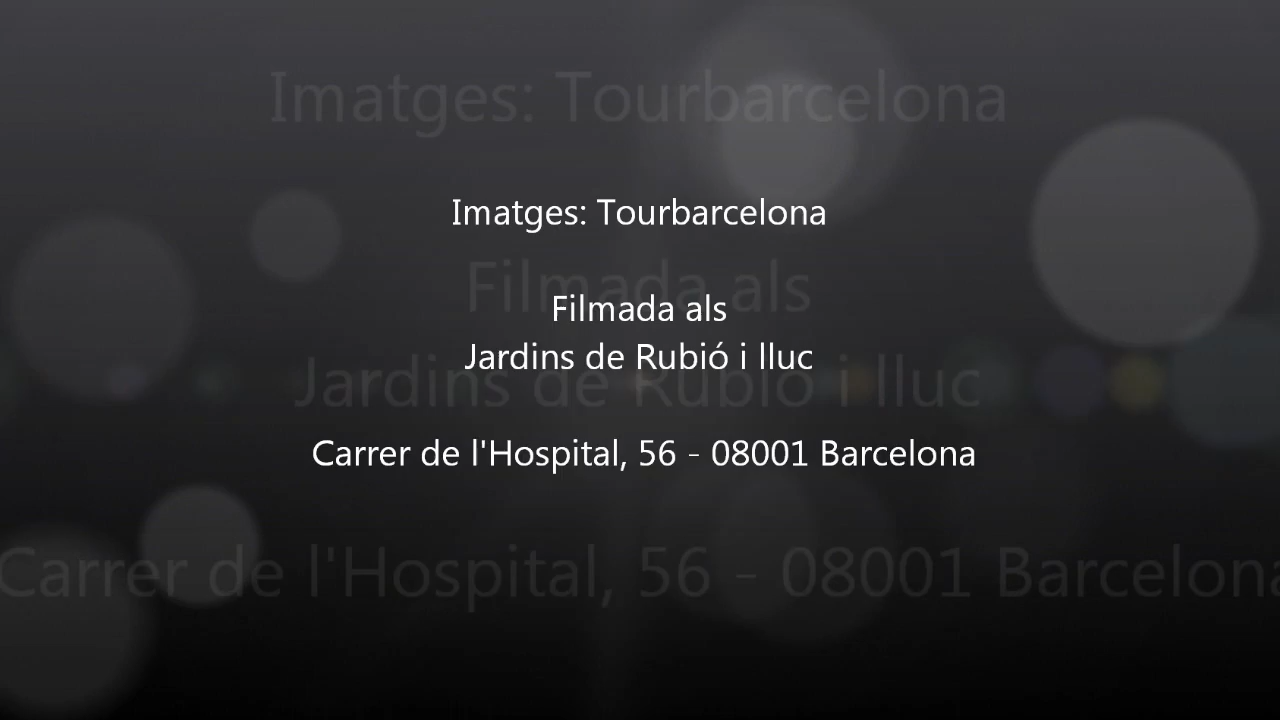 Imatges: Tourbarcelona
Filmada als
Jardins de Rubió i lluc
Carrer de l'Hospital, 56 - 08001 Barcelona